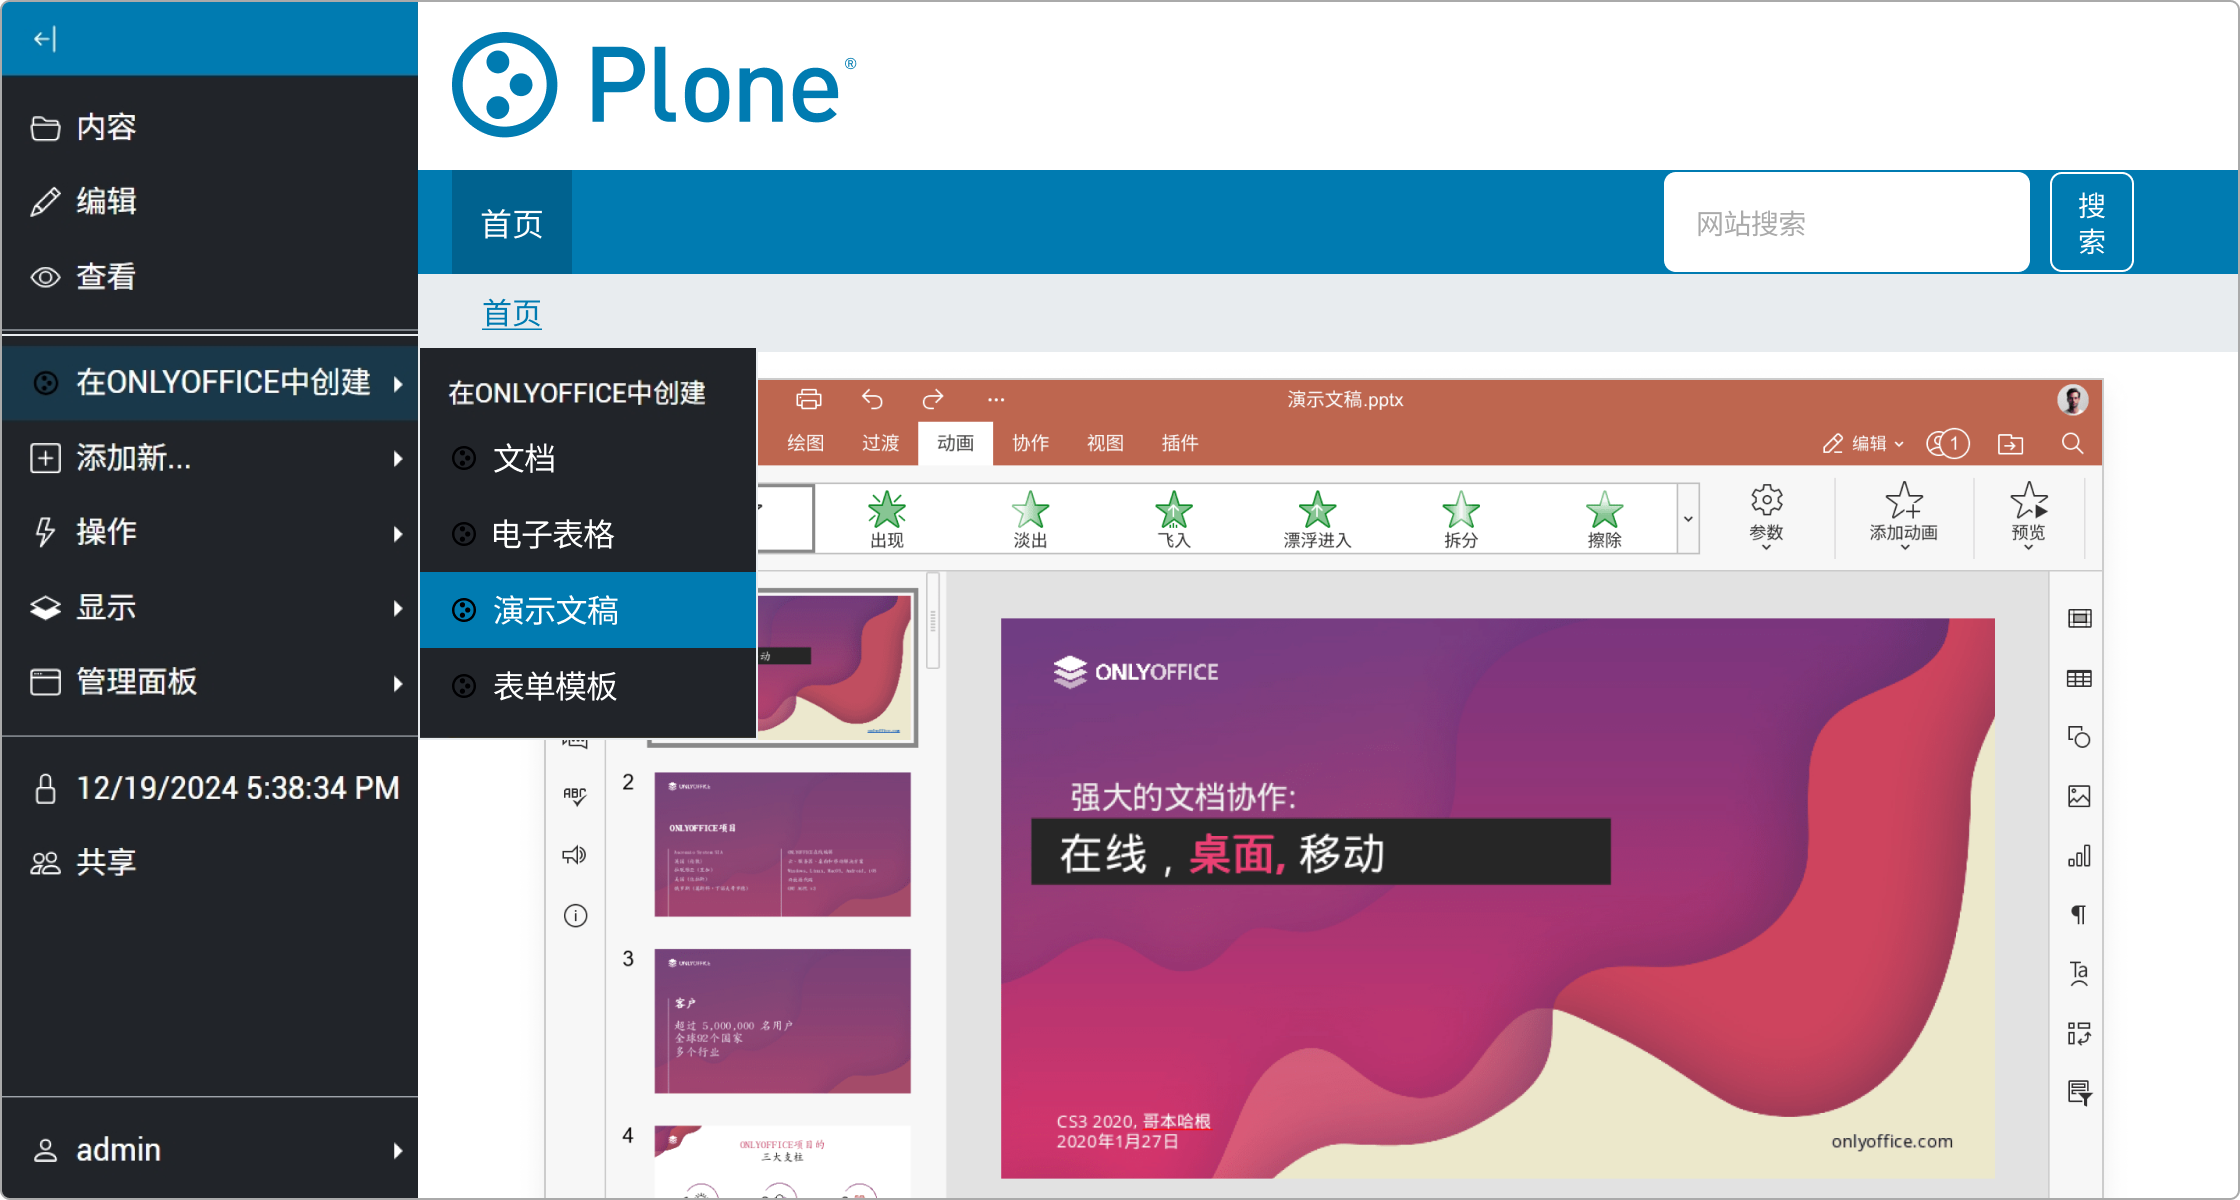 内容
编辑
查看
在ONLYOFFICE中创建
添加新...
操作
显示
管理面板
12/19/2024 5:38:34 PM
共享
admin
Plone®
首页
网站搜索
搜索
首页
在ONLYOFFICE中创建
文档
电子表格
演示文稿
表单模板
演示文稿.pptx
绘图 过渡 动画 协作 视图 插件
编辑
1
出现 淡出 飞入 漂浮进入 拆分 擦除
参数 添加动画 预览
动
ABC
2
ONLYOFFICE
ONLYOFFICE项目
3
ONLYOFFICE
客户
超过 5,000,000 名用户
全球92个国家
多个行业
4
ONLYOFFICE项目的
三大支柱
ONLYOFFICE
强大的文档协作:
在线，桌面, 移动
CS3 2020, 哥本哈根
2020年1月27日
onlyoffice.com
Ta